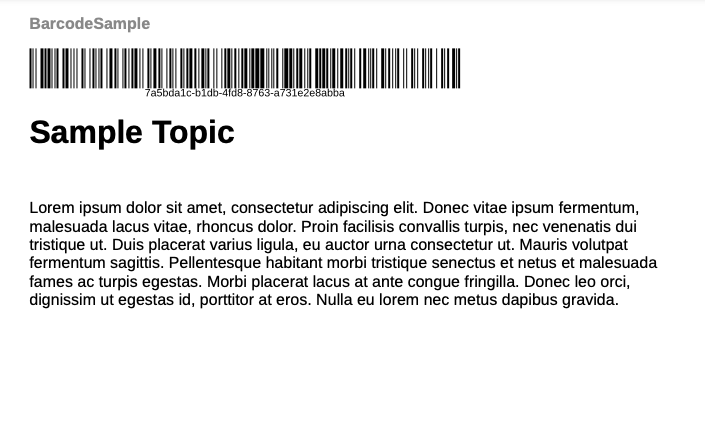 BarcodeSample
7a5bda1c-b1db-4fd8-8763-a731e2e8abba
Sample Topic
Lorem ipsum dolor sit amet, consectetur adipiscing elit. Donec vitae ipsum fermentum,
malesuada lacus vitae, rhoncus dolor. Proin facilisis convallis turpis, nec venenatis dui
tristique ut. Duis placerat varius ligula, eu auctor urna consectetur ut. Mauris volutpat
fermentum sagittis. Pellentesque habitant morbi tristique senectus et netus et malesuada
fames ac turpis egestas. Morbi placerat lacus at ante congue fringilla. Donec leo orci,
dignissim ut egestas id, porttitor at eros. Nulla eu lorem nec metus dapibus gravida.